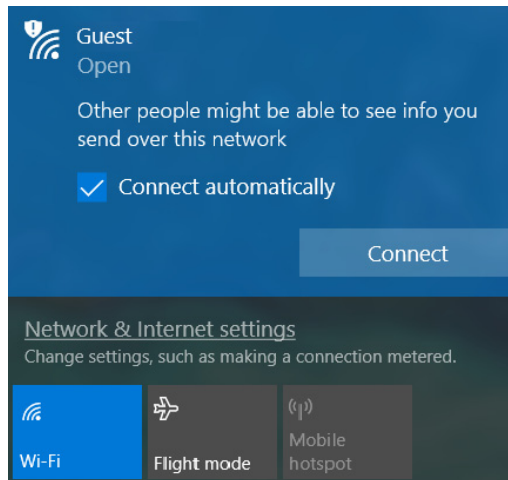 Guest
Open
Other people might be able to see info you
send over this network
Connect automatically
Connect
Network & Internet settings
Change settings, such as making a connection metered.
Wi-Fi
Flight mode
Mobile
hotspot